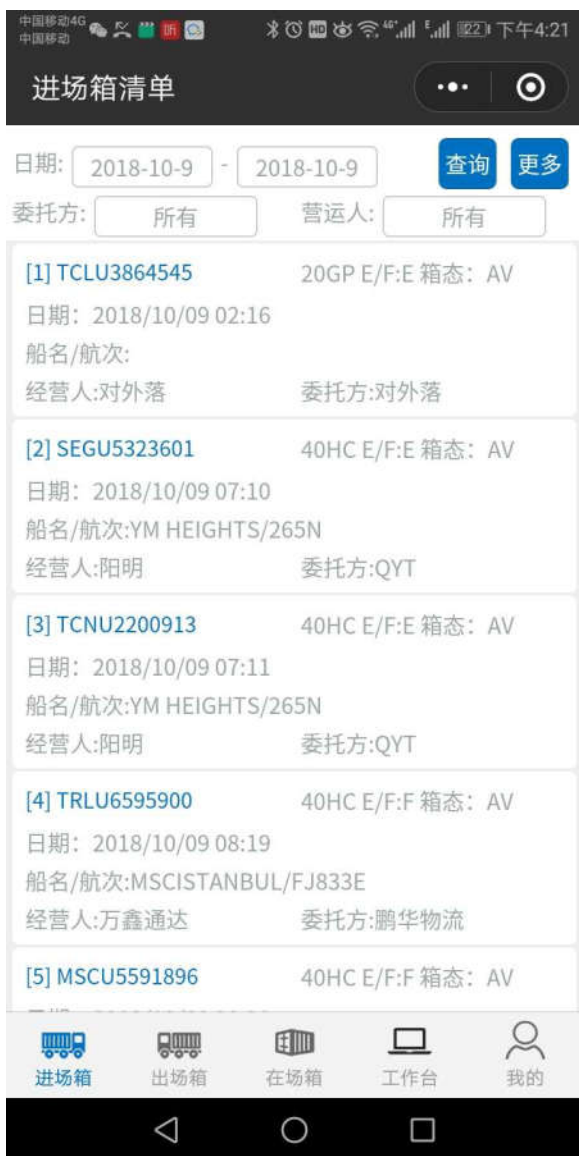 中国移动4G
中国移动
听
HD
46
22
下午4:21
进场箱清单
日期: 2018-10-9 - 2018-10-9 查询 更多
委托方: 所有 营运人: 所有
[1] TCLU3864545 20GP E/F:E 箱态: AV
日期: 2018/10/09 02:16
船名/航次:
经营人:对外落 委托方:对外落
[2] SEGU5323601 40HC E/F:E 箱态: AV
日期: 2018/10/09 07:10
船名/航次:YM HEIGHTS/265N
经营人:阳明 委托方:QYT
[3] TCNU2200913 40HC E/F:E 箱态: AV
日期: 2018/10/09 07:11
船名/航次:YM HEIGHTS/265N
经营人:阳明 委托方:QYT
[4] TRLU6595900 40HC E/F:F 箱态: AV
日期: 2018/10/09 08:19
船名/航次:MSCISTANBUL/FJ833E
经营人:万鑫通达 委托方:鹏华物流
[5] MSCU5591896 40HC E/F:F 箱态: AV
进场箱 出场箱 在场箱 工作台 我的